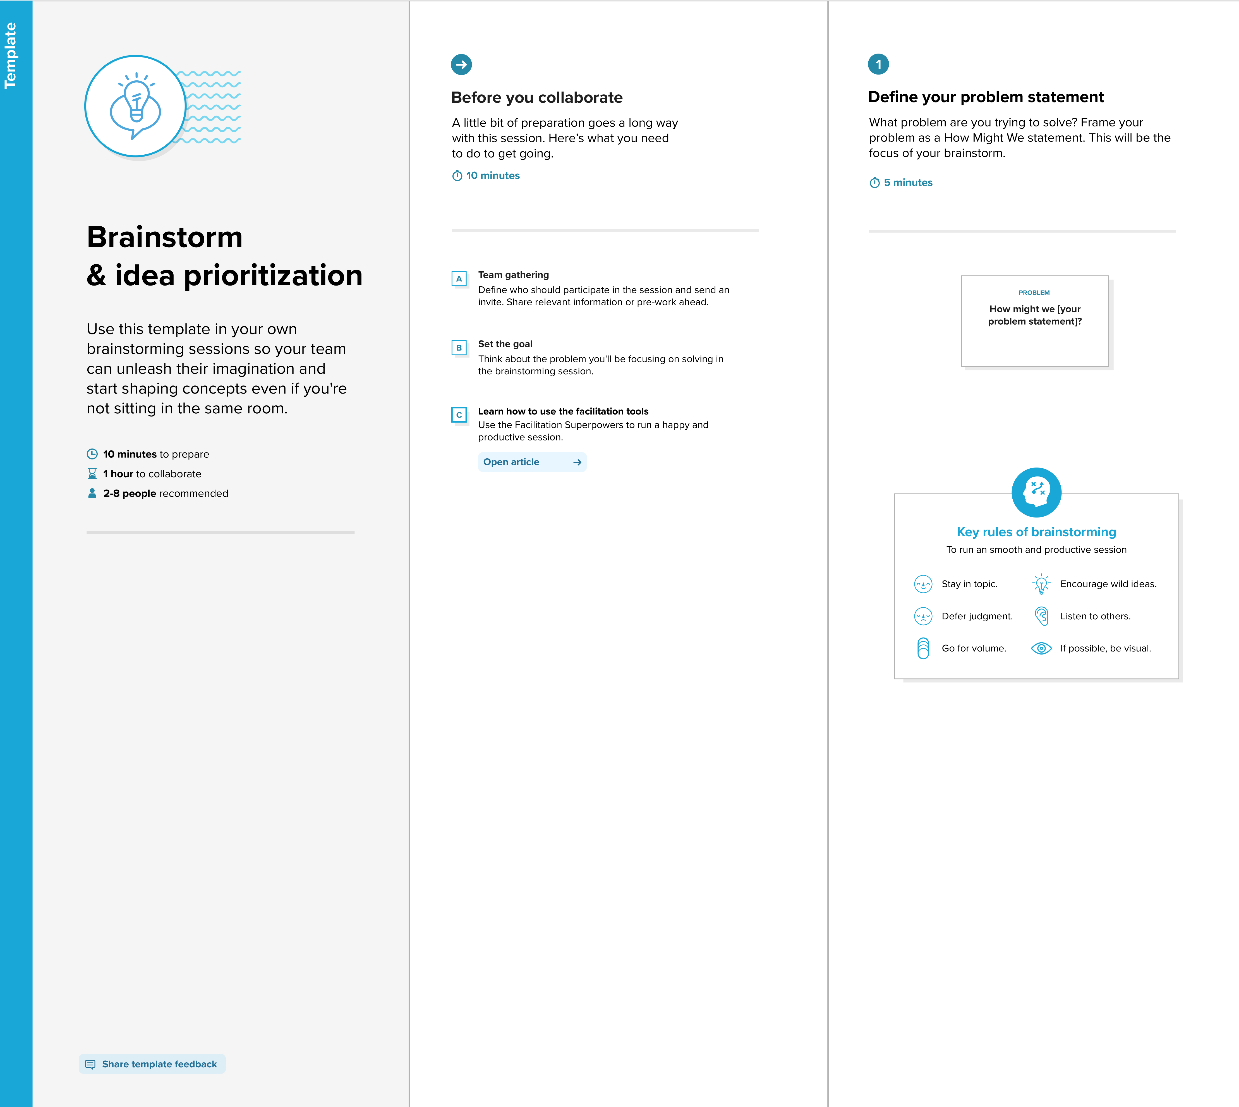 Template
Brainstorm
& idea prioritization
Use this template in your own
brainstorming sessions so your team
can unleash their imagination and
start shaping concepts even if you're
not sitting in the same room.
10 minutes to prepare
1 hour to collaborate
2-8 people recommended
Share template feedback
Before you collaborate
A little bit of preparation goes a long way
with this session. Here's what you need
to do to get going.
10 minutes
A
Team gathering
Define who should participate in the session and send an
invite. Share relevant information or pre-work ahead.
B
Set the goal
Think about the problem you'll be focusing on solving in
the brainstorming session.
C
Learn how to use the facilitation tools
Use the Facilitation Superpowers to run a happy and
productive session.
Open article
1
Define your problem statement
What problem are you trying to solve? Frame your
problem as a How Might We statement. This will be the
focus of your brainstorm.
5 minutes
PROBLEM
How might we [your
problem statement]?
Key rules of brainstorming
To run an smooth and productive session
Stay in topic.
Encourage wild ideas.
Defer judgment.
Listen to others.
Go for volume.
If possible, be visual.